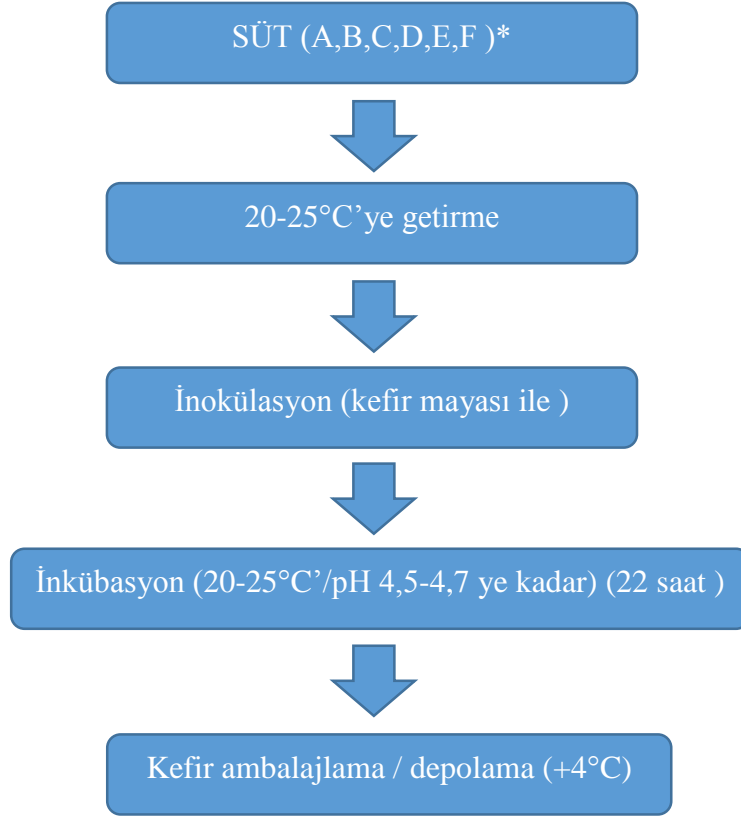 SÜT (A,B,C,D,E,F )*
20-25°C’ye getirme
İnokülasyon (kefir mayası ile )
İnkübasyon (20-25°C’/pH 4,5-4,7 ye kadar) (22 saat )
Kefir ambalajlama / depolama (+4°C)